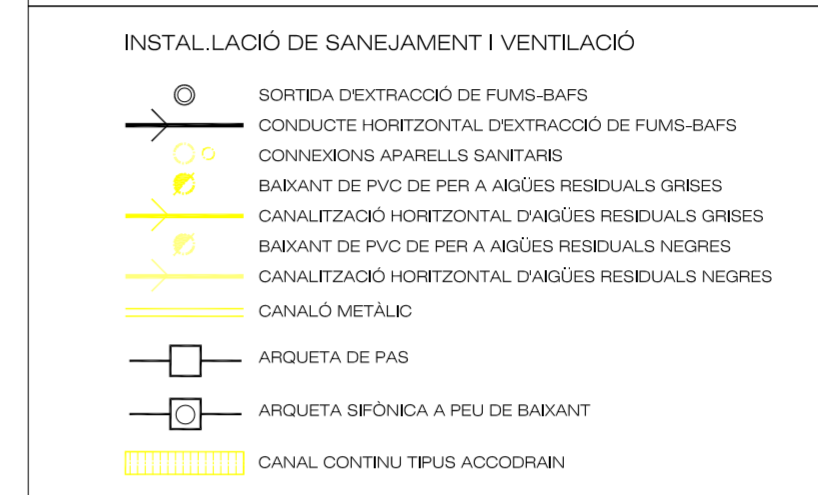 INSTAL.LACIÓ DE SANEJAMENT I VENTILACIÓ
SORTIDA D'EXTRACCIÓ DE FUMS-BAFS
CONDUCTE HORITZONTAL D'EXTRACCIÓ DE FUMS-BAFS
CONNEXIONS APARELLS SANITARIS
BAIXANT DE PVC DE PER A AIGÜES RESIDUALS GRISES
CANALITZACIÓ HORITZONTAL D'AIGÜES RESIDUALS GRISES
BAIXANT DE PVC DE PER A AIGÜES RESIDUALS NEGRES
CANALITZACIÓ HORITZONTAL D'AIGÜES RESIDUALS NEGRES
CANALÓ METÀLIC
ARQUETA DE PAS
ARQUETA SIFÒNICA A PEU DE BAIXANT
CANAL CONTINU TIPUS ACCODRAIN